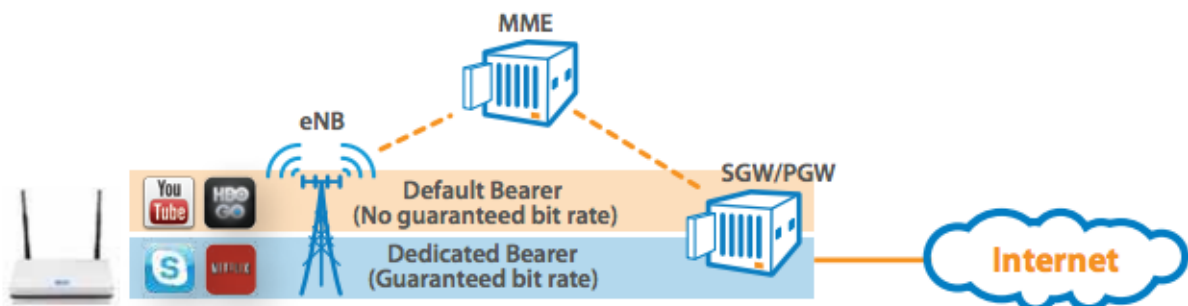 MME
eNB
SGW/PGW
You
Tube
HBO
GO
Default Bearer
(No guaranteed bit rate)
S
NETFLIX
Dedicated Bearer
(Guaranteed bit rate)
Internet